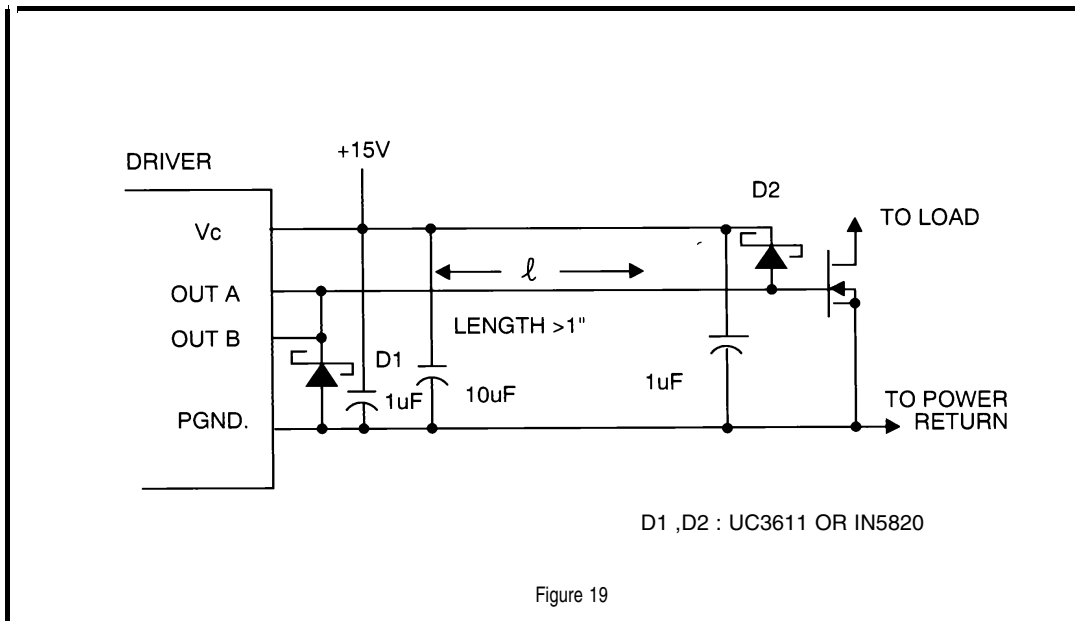 +15V
DRIVER
D2
TO LOAD
Vc
ℓ
OUT A
LENGTH >1"
OUT B
D1
1uF
10uF
1uF
PGND.
TO POWER
RETURN
D1 ,D2 : UC3611 OR IN5820
Figure 19